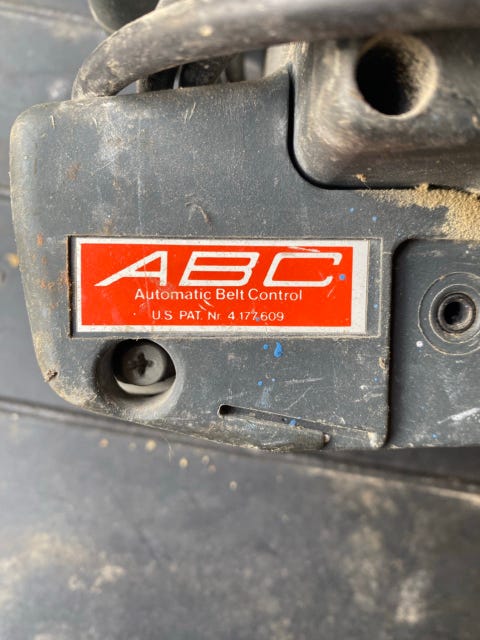 ABC
Automatic Belt Control
U.S PAT. Nr 4 177 609